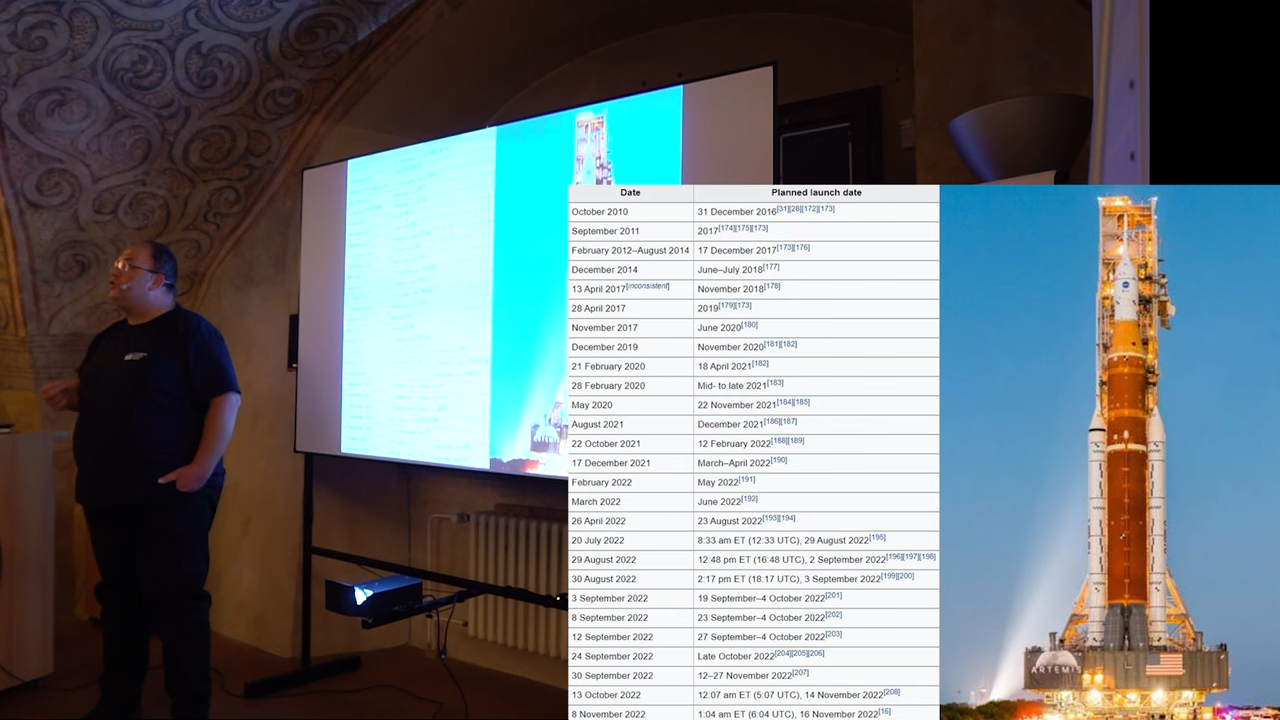 Date Planned launch date
October 2010 31 December 2016[31][28][172][173]
September 2011 2017[174][175][173]
February 2012–August 2014 17 December 2017[173][176]
December 2014 June–July 2018[177]
13 April 2017[inconsistent] November 2018[178]
28 April 2017 2019[179][173]
November 2017 June 2020[180]
December 2019 November 2020[181][182]
21 February 2020 18 April 2021[182]
28 February 2020 Mid- to late 2021[183]
May 2020 22 November 2021[184][185]
August 2021 December 2021[186][187]
22 October 2021 12 February 2022[188][189]
17 December 2021 March–April 2022[190]
February 2022 May 2022[191]
March 2022 June 2022[192]
26 April 2022 23 August 2022[193][194]
20 July 2022 8:33 am ET (12:33 UTC), 29 August 2022[195]
29 August 2022 12:48 pm ET (16:48 UTC), 2 September 2022[196][197][198]
30 August 2022 2:17 pm ET (18:17 UTC), 3 September 2022[199][200]
3 September 2022 19 September–4 October 2022[201]
8 September 2022 23 September–4 October 2022[202]
12 September 2022 27 September–4 October 2022[203]
24 September 2022 Late October 2022[204][205][206]
30 September 2022 12–27 November 2022[207]
13 October 2022 12:07 am ET (5:07 UTC), 14 November 2022[208]
8 November 2022 1:04 am ET (6:04 UTC), 16 November 2022[16]
ARTEMIS
ARTEMIS